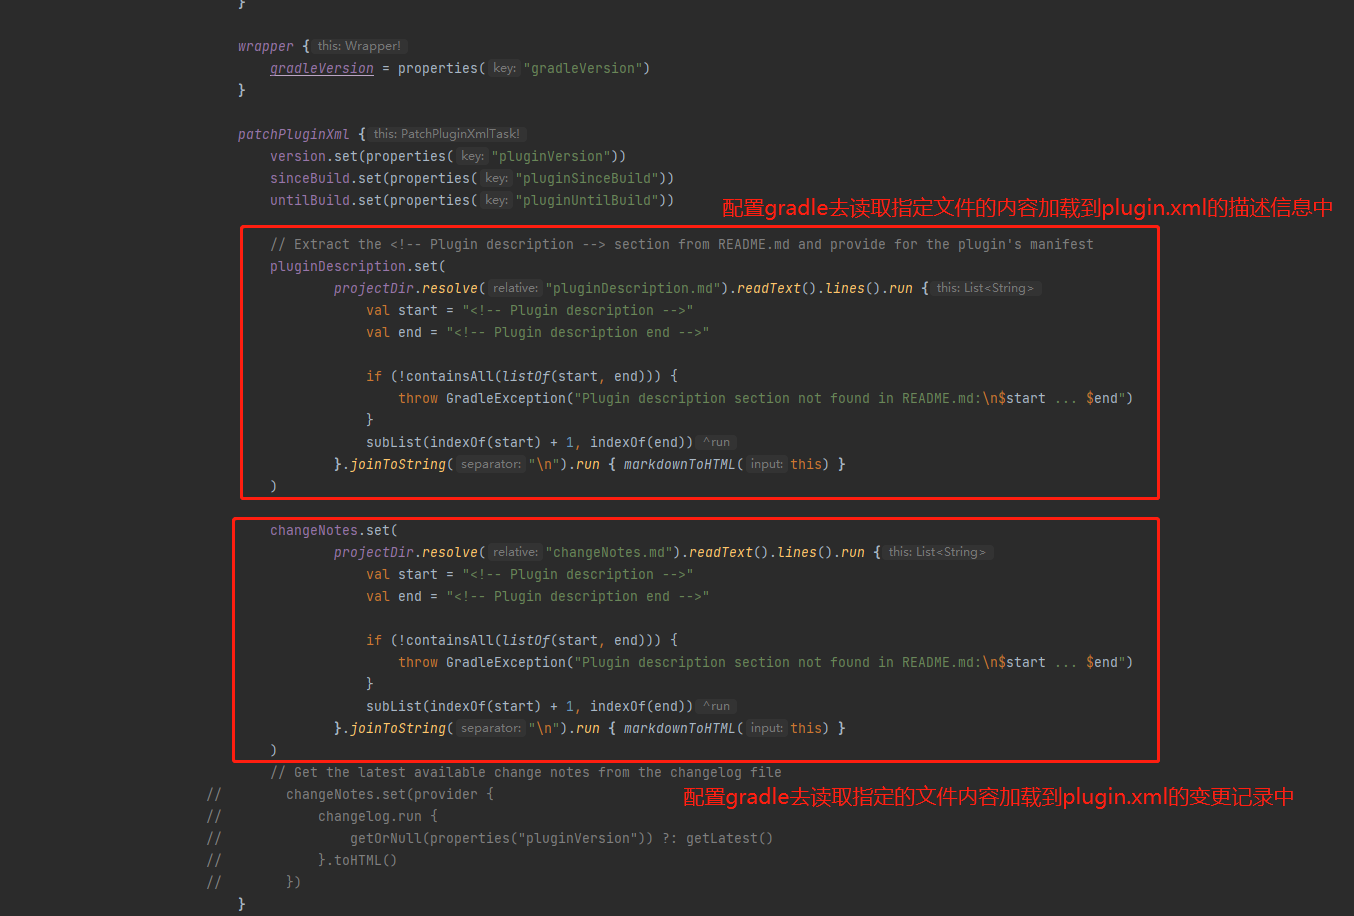 }
wrapper { this: Wrapper!
gradleVersion = properties( key: "gradleVersion")
}
patchPluginXml { this: PatchPluginXmlTask!
version.set(properties( key: "pluginVersion"))
sinceBuild.set(properties( key: "pluginSinceBuild"))
untilBuild.set(properties( key: "pluginUntilBuild"))
配置gradle去读取指定文件的内容加载到plugin.xml的描述信息中
// Extract the <!-- Plugin description --> section from README.md and provide for the plugin's manifest
pluginDescription.set(
projectDir.resolve( relative: "pluginDescription.md").readText().lines().run { this: List<String>
val start = "<!-- Plugin description -->"
val end = "<!-- Plugin description end -->"
if (!containsAll(listOf(start, end))) {
throw GradleException("Plugin description section not found in README.md:\n$start ... $end")
}
subList(indexOf(start) + 1, indexOf(end)) ^run
}.joinToString( separator: "\n").run { markdownToHTML( input: this) }
)
changeNotes.set(
projectDir.resolve( relative: "changeNotes.md").readText().lines().run { this: List<String>
val start = "<!-- Plugin description -->"
val end = "<!-- Plugin description end -->"
if (!containsAll(listOf(start, end))) {
throw GradleException("Plugin description section not found in README.md:\n$start ... $end")
}
subList(indexOf(start) + 1, indexOf(end)) ^run
}.joinToString( separator: "\n").run { markdownToHTML( input: this) }
)
// Get the latest available change notes from the changelog file
// changeNotes.set(provider {
配置gradle去读取指定的文件内容加载到plugin.xml的变更记录中
// changelog.run {
// getOrNull(properties("pluginVersion")) ?: getLatest()
// }.toHTML()
// })
}